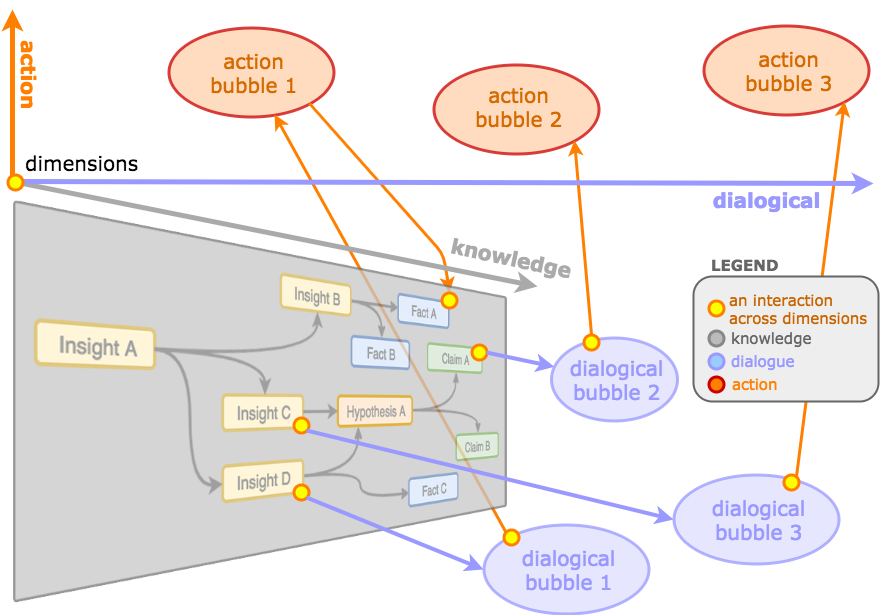 action
bubble 1
action
bubble 2
action
bubble 3
action
dimensions
dialogical
knowledge
LEGEND
an interaction
across dimensions
knowledge
dialogue
action
Insight A
Insight B
Fact A
Fact B
Claim A
Insight C
Hypothesis A
Claim B
Insight D
Fact C
dialogical
bubble 2
dialogical
bubble 3
dialogical
bubble 1